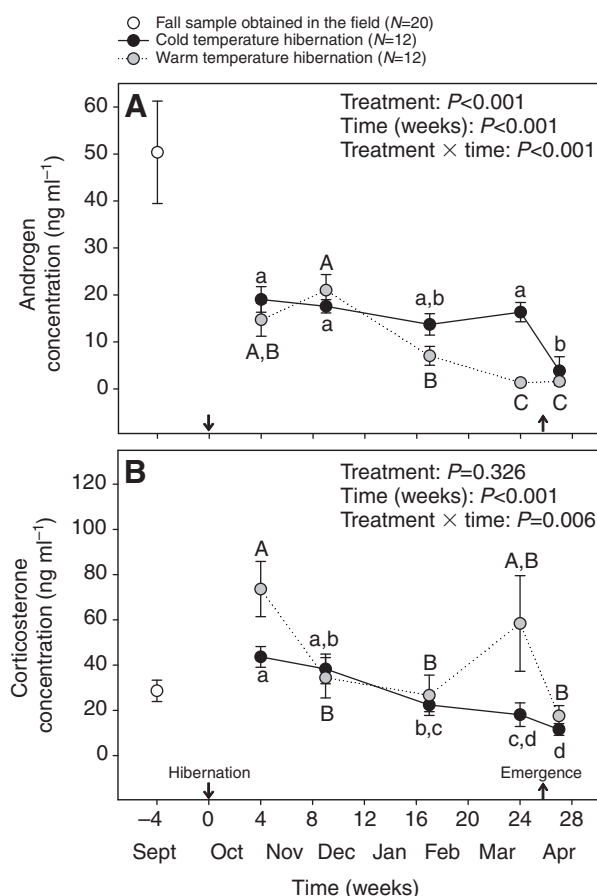 Fall sample obtained in the field (N=20)
Cold temperature hibernation (N=12)
Warm temperature hibernation (N=12)
A
Treatment: P<0.001
Time (weeks): P<0.001
Treatment × time: P<0.001
Androgen
concentration (ng ml⁻¹)
60
50
40
30
20
10
0
a
A
a,b
a
b
A,B
a
B
C
C
B
Treatment: P=0.326
Time (weeks): P<0.001
Treatment × time: P=0.006
Corticosterone
concentration (ng ml⁻¹)
120
100
80
60
40
20
0
A
a,b
B
A,B
B
a
B
b,c
c,d
d
Hibernation
Emergence
–4 0 4 8 12 16 20 24 28
Sept Oct Nov Dec Jan Feb Mar Apr
Time (weeks)